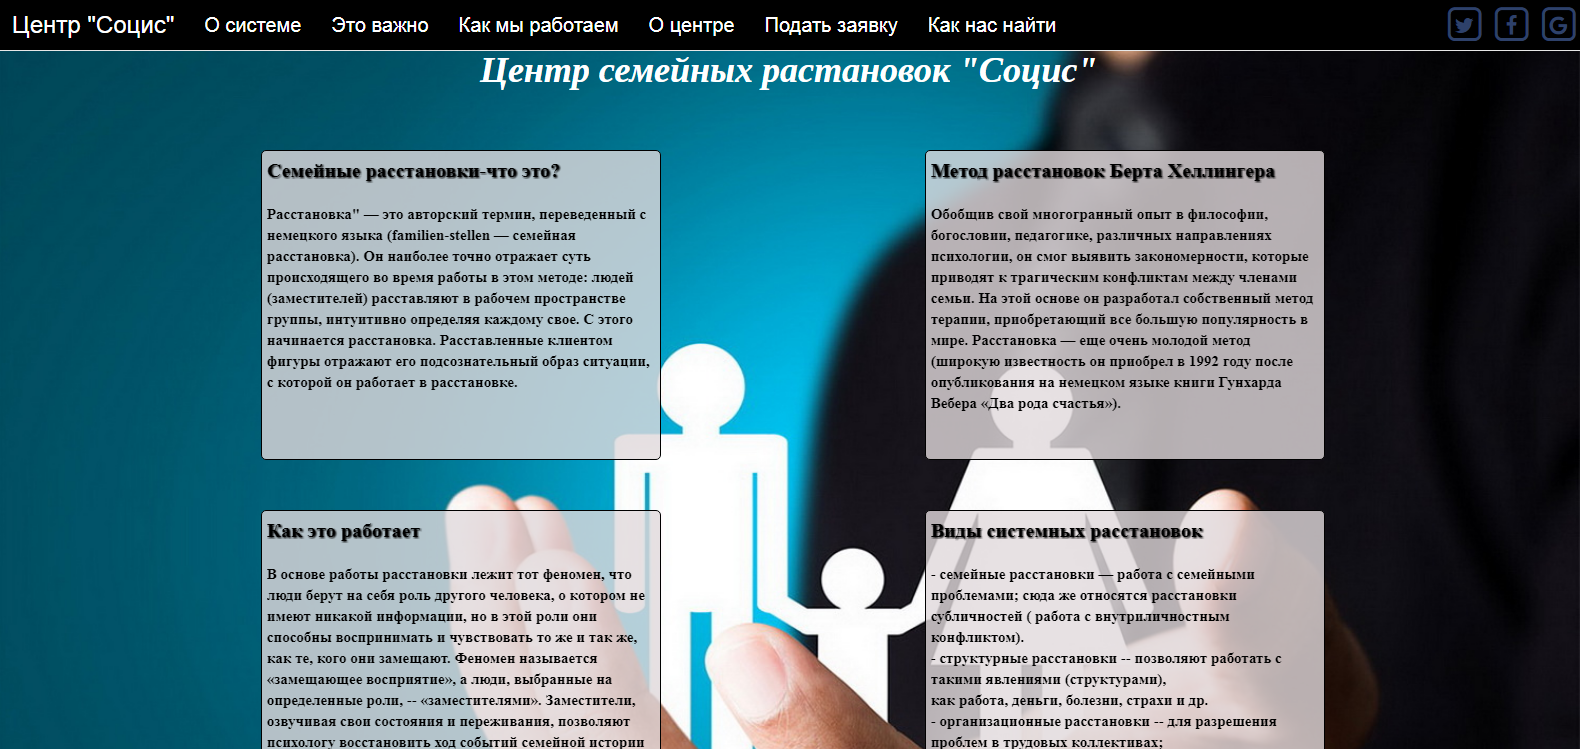 Центр "Социс" О системе Это важно Как мы работаем О центре Подать заявку Как нас найти
Центр семейных растановок "Социс"
Семейные расстановки-что это?
Расстановка" — это авторский термин, переведенный с
немецкого языка (familien-stellen — семейная
расстановка). Он наиболее точно отражает суть
происходящего во время работы в этом методе: людей
(заместителей) расставляют в рабочем пространстве
группы, интуитивно определяя каждому свое. С этого
начинается расстановка. Расставленные клиентом
фигуры отражают его подсознательный образ ситуации,
с которой он работает в расстановке.
Метод расстановок Берта Хеллингера
Обобщив свой многогранный опыт в философии,
богословии, педагогике, различных направлениях
психологии, он смог выявить закономерности, которые
приводят к трагическим конфликтам между членами
семьи. На этой основе он разработал собственный метод
терапии, приобретающий все большую популярность в
мире. Расстановка — еще очень молодой метод
(широкую известность он приобрел в 1992 году после
опубликования на немецком языке книги Гунхарда
Вебера «Два рода счастья»).
Как это работает
В основе работы расстановки лежит тот феномен, что
люди берут на себя роль другого человека, о котором не
имеют никакой информации, но в этой роли они
способны воспринимать и чувствовать то же и так же,
как те, кого они замещают. Феномен называется
«замещающее восприятие», а люди, выбранные на
определенные роли, -- «заместителями». Заместители,
озвучивая свои состояния и переживания, позволяют
психологу восстановить ход событий семейной истории
Виды системных расстановок
- семейные расстановки — работа с семейными
проблемами; сюда же относятся расстановки
субличностей ( работа с внутриличностным
конфликтом).
- структурные расстановки -- позволяют работать с
такими явлениями (структурами),
как работа, деньги, болезни, страхи и др.
- организационные расстановки -- для разрешения
проблем в трудовых коллективах;